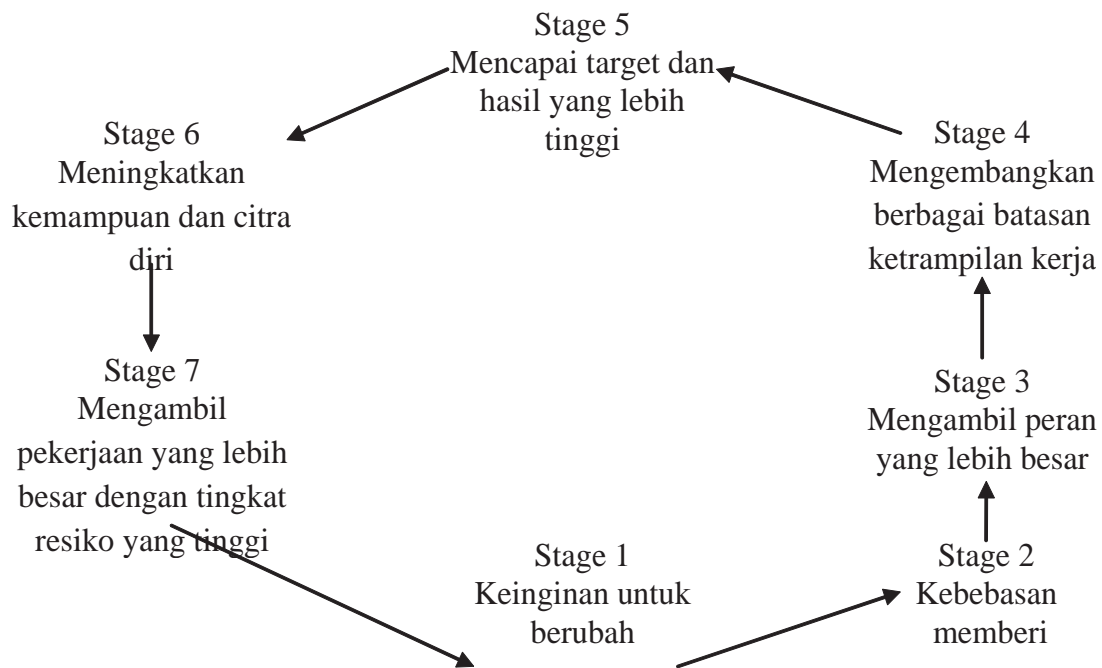 Stage 5
Mencapai target dan
hasil yang lebih
tinggi
Stage 6
Meningkatkan
kemampuan dan citra
diri
Stage 4
Mengembangkan
berbagai batasan
ketrampilan kerja
Stage 7
Mengambil
pekerjaan yang lebih
besar dengan tingkat
resiko yang tinggi
Stage 3
Mengambil peran
yang lebih besar
Stage 1
Keinginan untuk
berubah
Stage 2
Kebebasan
memberi